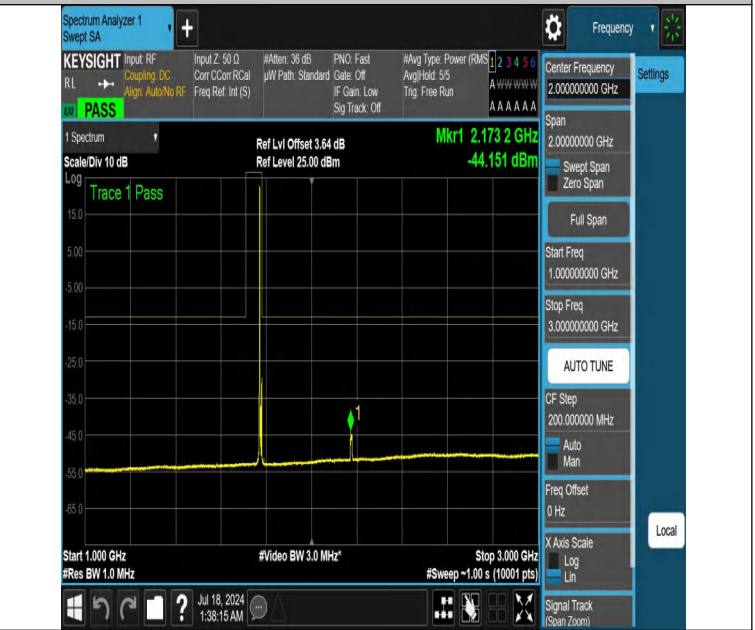 Spectrum Analyzer 1
Swept SA
+
Frequency
KEYSIGHT
RL
PASS
Input: RF
Coupling: DC
Align: Auto/No RF
Input Z: 50 Ω
Corr CCorr RCal
Freq Ref: Int (S)
#Atten: 36 dB
µW Path: Standard
PNO: Fast
Gate: Off
IF Gain: Low
Sig Track: Off
#Avg Type: Power (RMS
Avg|Hold: 5/5
Trig: Free Run
1 2 3 4 5 6
A W W W W W
A A A A A A
1 Spectrum
Scale/Div 10 dB
Ref Lvl Offset 3.64 dB
Ref Level 25.00 dBm
Mkr1 2.173 2 GHz
-44.151 dBm
Log
Trace 1 Pass
15.0
5.00
-5.00
-15.0
-25.0
-35.0
1
-45.0
-55.0
-65.0
Start 1.000 GHz
#Video BW 3.0 MHz*
Stop 3.000 GHz
#Res BW 1.0 MHz
#Sweep ~1.00 s (10001 pts)
?
Jul 18, 2024
1:38:15 AM
Center Frequency
2.000000000 GHz
Settings
Span
2.00000000 GHz
Swept Span
Zero Span
Full Span
Start Freq
1.000000000 GHz
Stop Freq
3.000000000 GHz
AUTO TUNE
CF Step
200.000000 MHz
Auto
Man
Freq Offset
0 Hz
X Axis Scale
Log
Lin
Local
Signal Track
(Span Zoom)